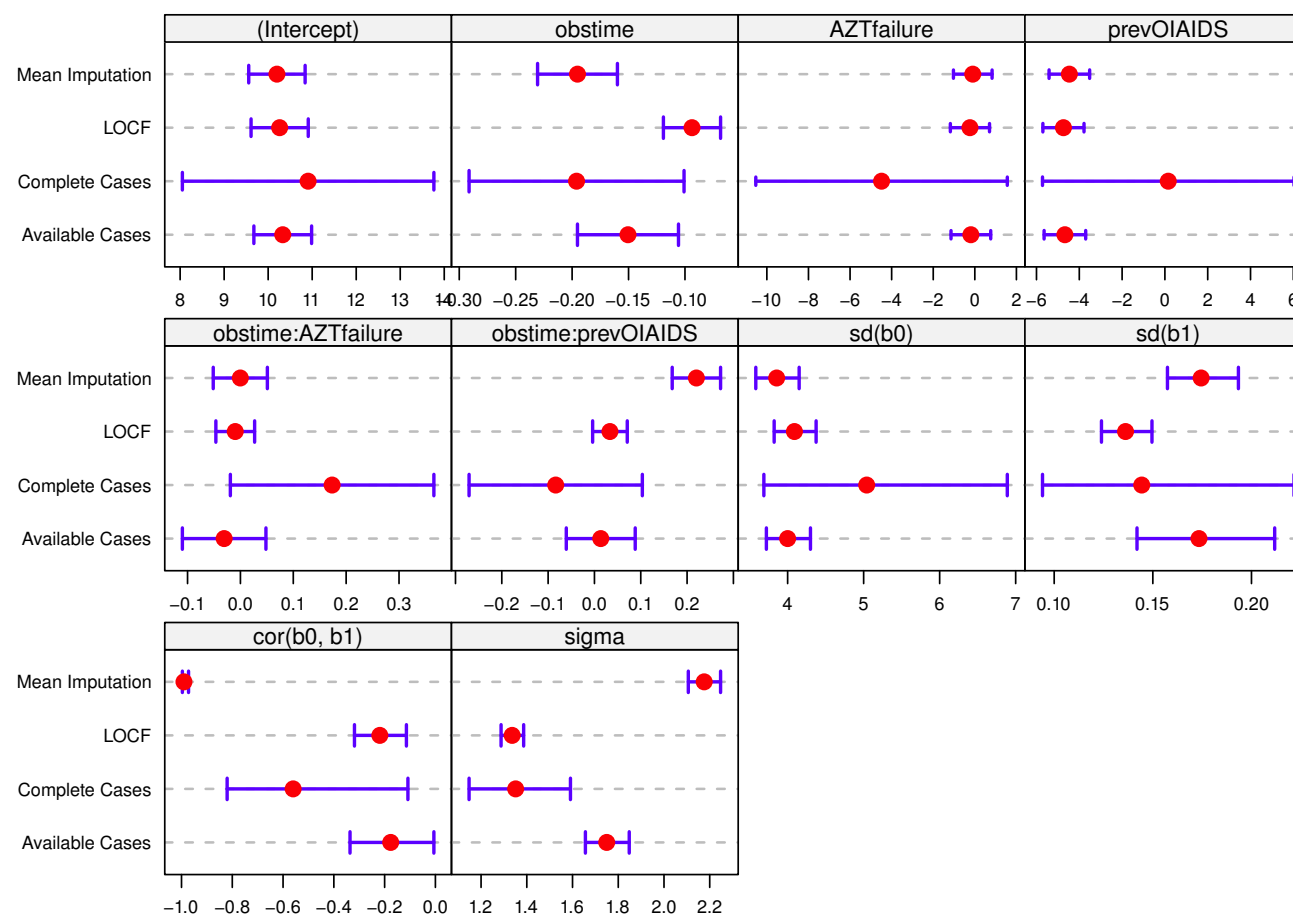 (Intercept) obstime AZTfailure prevOIAIDS
Mean Imputation
LOCF
Complete Cases
Available Cases
8 9 10 11 12 13 14 −0.30 −0.25 −0.20 −0.15 −0.10 −10 −8 −6 −4 −2 0 2 −6 −4 −2 0 2 4 6
obstime:AZTfailure obstime:prevOIAIDS sd(b0) sd(b1)
Mean Imputation
LOCF
Complete Cases
Available Cases
−0.1 0.0 0.1 0.2 0.3 −0.2 −0.1 0.0 0.1 0.2 4 5 6 7 0.10 0.15 0.20
cor(b0, b1) sigma
Mean Imputation
LOCF
Complete Cases
Available Cases
−1.0 −0.8 −0.6 −0.4 −0.2 0.0 1.2 1.4 1.6 1.8 2.0 2.2